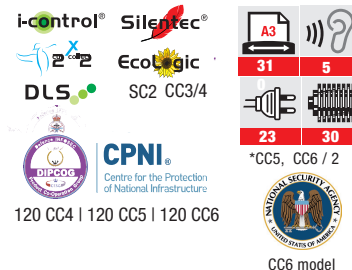 i-control® Silentec®
2x2
EcoLogic
DLS
SC2 CC3/4
DIPCOG
CPNI®
Centre for the Protection
of National Infrastructure
120 CC4 | 120 CC5 | 120 CC6
A3
31
5
23
30
*CC5, CC6 / 2
NATIONAL SECURITY AGENCY
UNITED STATES OF AMERICA
CC6 model